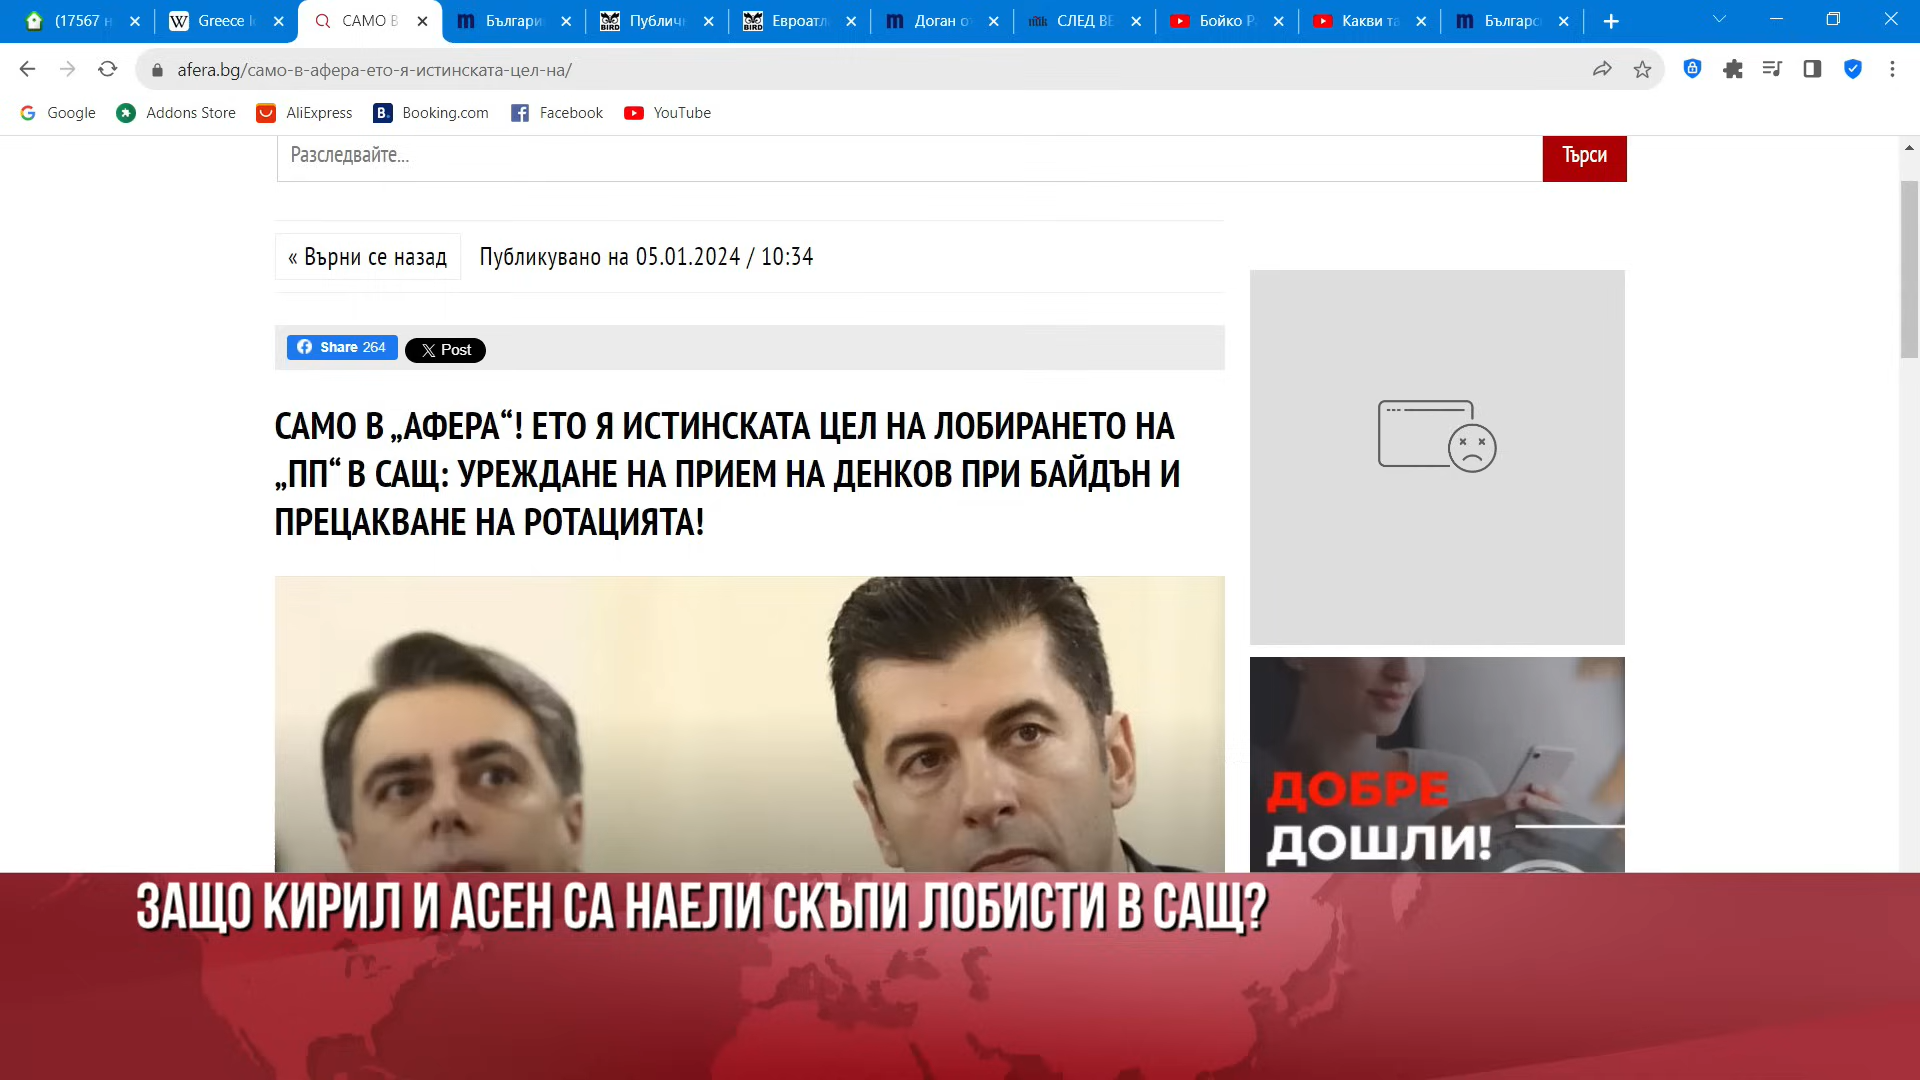 (17567 н
Greece l
САМО В
Българи
Публичн
Евроатл
Доган о
СЛЕД ВЕ
Бойко Р
Какви та
Българс
afera.bg/само-в-афера-ето-я-истинската-цел-на/
Google
Addons Store
AliExpress
Booking.com
Facebook
YouTube
Разследвайте...
Търси
« Върни се назад
Публикувано на 05.01.2024 / 10:34
Share 264
Post
САМО В „АФЕРА“! ЕТО Я ИСТИНСКАТА ЦЕЛ НА ЛОБИРАНЕТО НА
„ПП“ В САЩ: УРЕЖДАНЕ НА ПРИЕМ НА ДЕНКОВ ПРИ БАЙДЪН И
ПРЕЦАКВАНЕ НА РОТАЦИЯТА!
ДОБРЕ
ДОШЛИ!
ЗАЩО КИРИЛ И АСЕН СА НАЕЛИ СКЪПИ ЛОБИСТИ В САЩ?